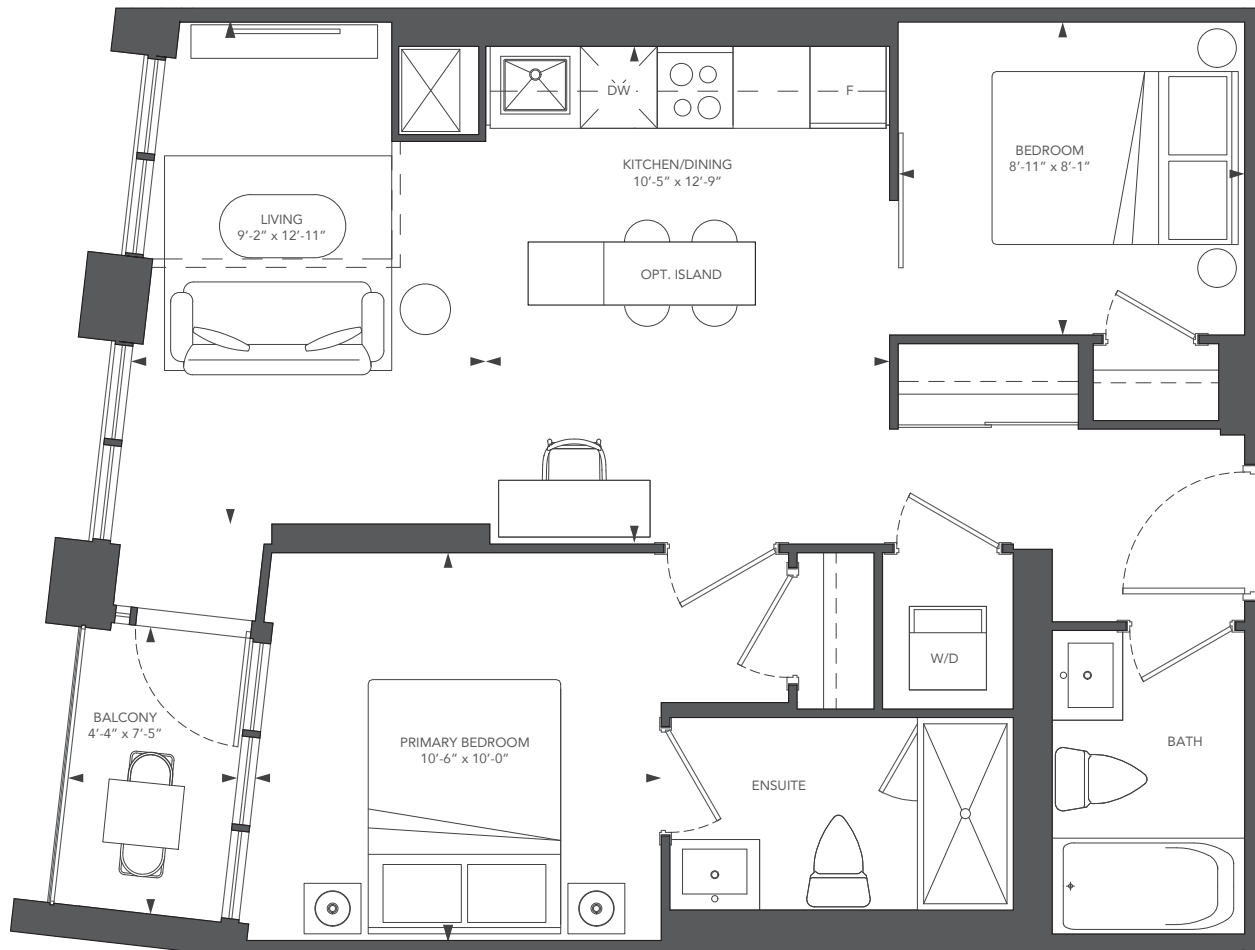 DW
F
KITCHEN/DINING
10'-5" x 12'-9"
BEDROOM
8'-11" x 8'-1"
LIVING
9'-2" x 12'-11"
OPT. ISLAND
W/D
BALCONY
4'-4" x 7'-5"
PRIMARY BEDROOM
10'-6" x 10'-0"
ENSUITE
BATH